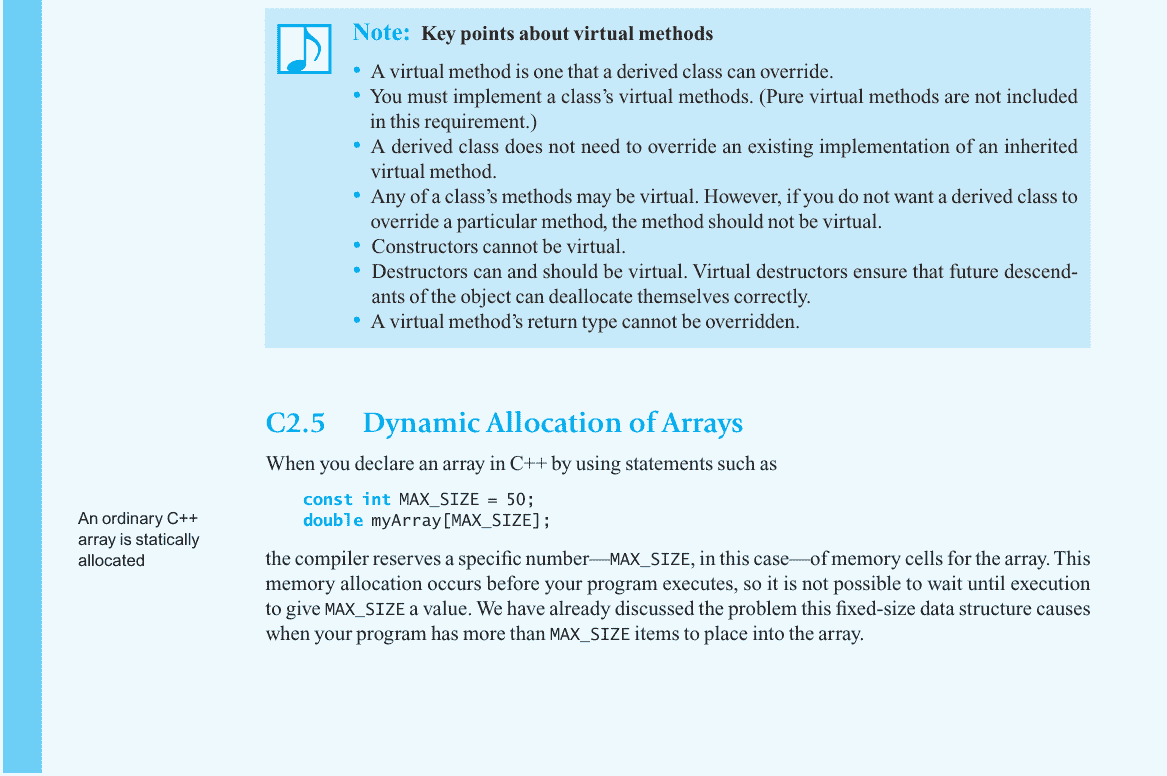 Note: Key points about virtual methods
• A virtual method is one that a derived class can override.
• You must implement a class’s virtual methods. (Pure virtual methods are not included
in this requirement.)
• A derived class does not need to override an existing implementation of an inherited
virtual method.
• Any of a class’s methods may be virtual. However, if you do not want a derived class to
override a particular method, the method should not be virtual.
• Constructors cannot be virtual.
• Destructors can and should be virtual. Virtual destructors ensure that future descend-
ants of the object can deallocate themselves correctly.
• A virtual method’s return type cannot be overridden.
C2.5 Dynamic Allocation of Arrays
When you declare an array in C++ by using statements such as
const int MAX_SIZE = 50;
double myArray[MAX_SIZE];
An ordinary C++
array is statically
allocated
the compiler reserves a specific number—MAX_SIZE, in this case—of memory cells for the array. This
memory allocation occurs before your program executes, so it is not possible to wait until execution
to give MAX_SIZE a value. We have already discussed the problem this fixed-size data structure causes
when your program has more than MAX_SIZE items to place into the array.